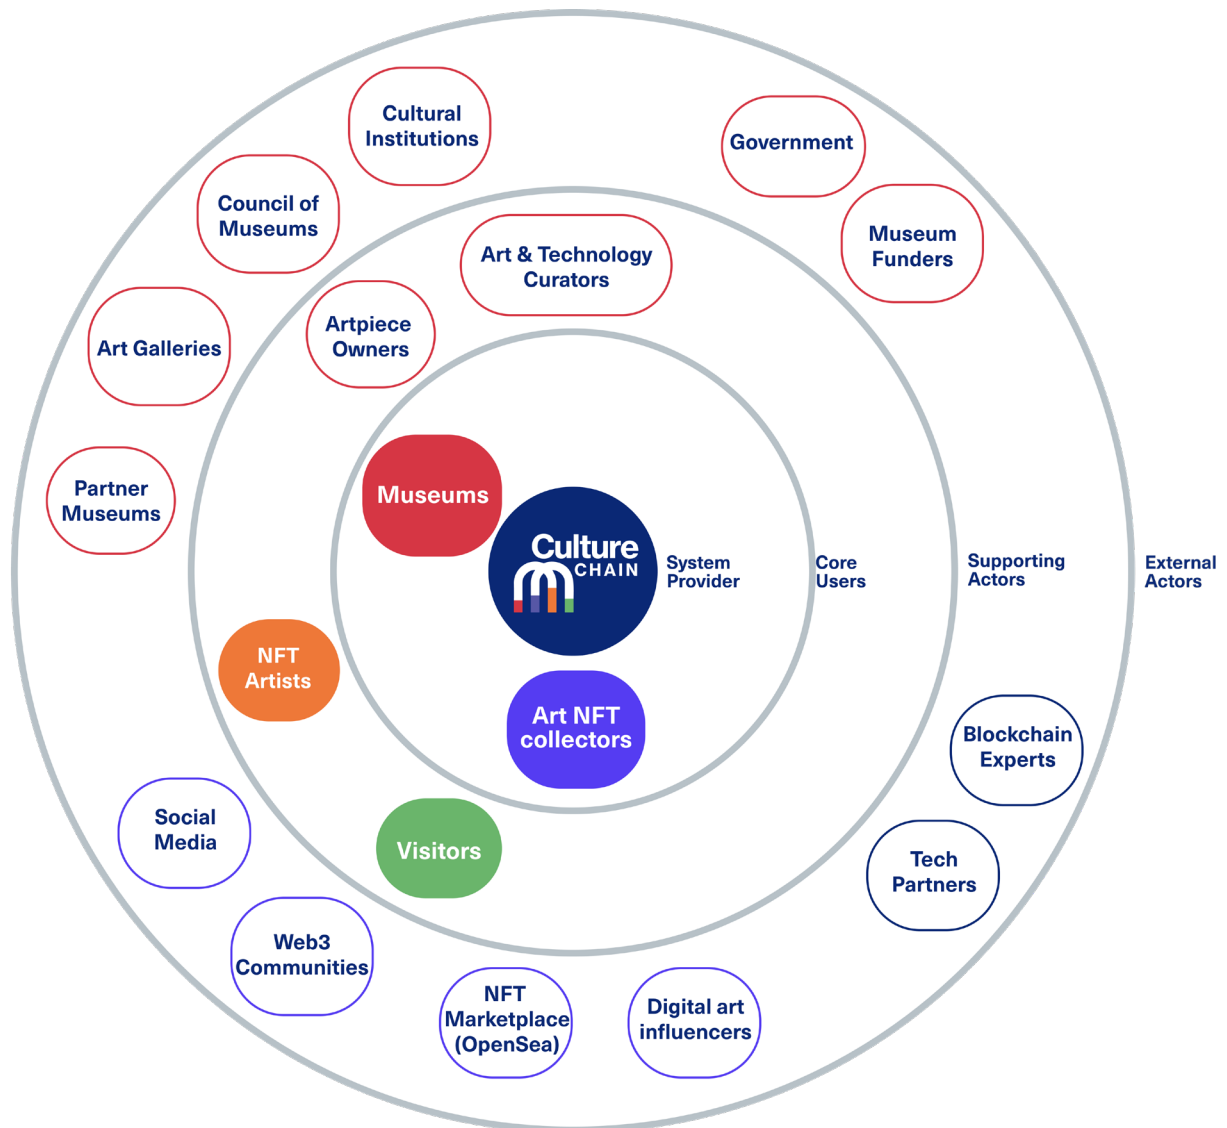 Cultural
Institutions
Government
Council of
Museums
Museum
Funders
Art & Technology
Curators
Artpiece
Owners
Art Galleries
Partner
Museums
Museums
Culture
CHAIN
System
Provider
Core
Users
Supporting
Actors
External
Actors
NFT
Artists
Art NFT
collectors
Blockchain
Experts
Social
Media
Visitors
Tech
Partners
Web3
Communities
NFT
Marketplace
(OpenSea)
Digital art
influencers